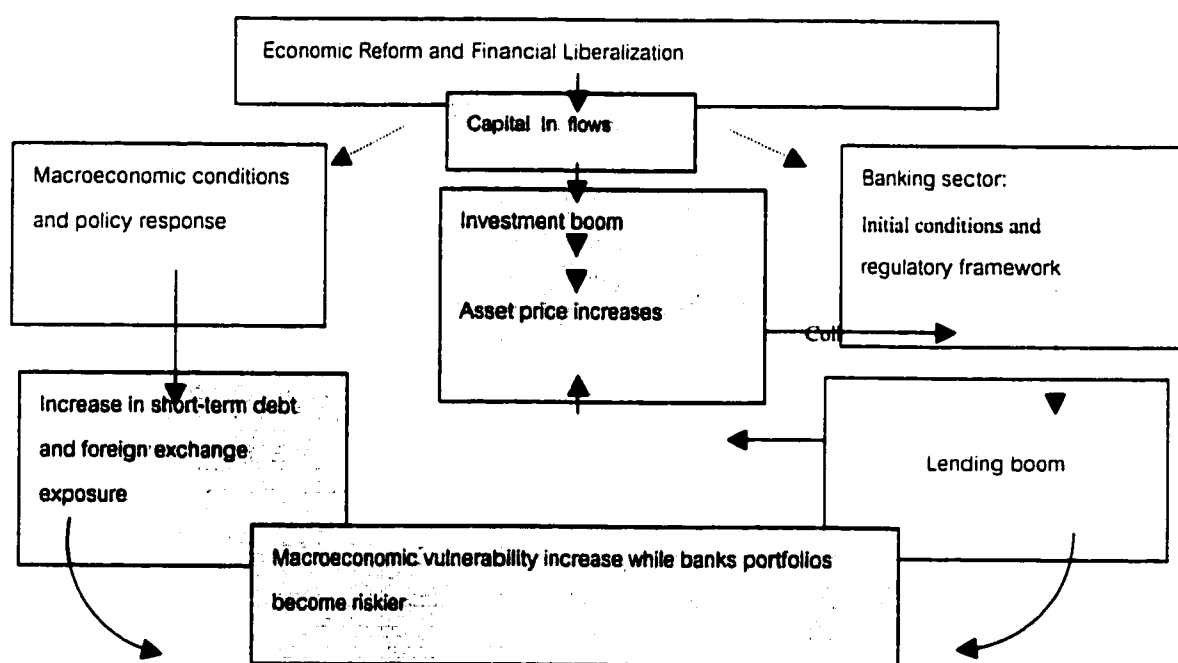 Economic Reform and Financial Liberalization
Capital In flows
Macroeconomic conditions
and policy response
Investment boom
Asset price increases
Banking sector:
Initial conditions and
regulatory framework
Coll
Increase in short-term debt
and foreign exchange
exposure
Lending boom
Macroeconomic vulnerability increase while banks portfolios
become riskier